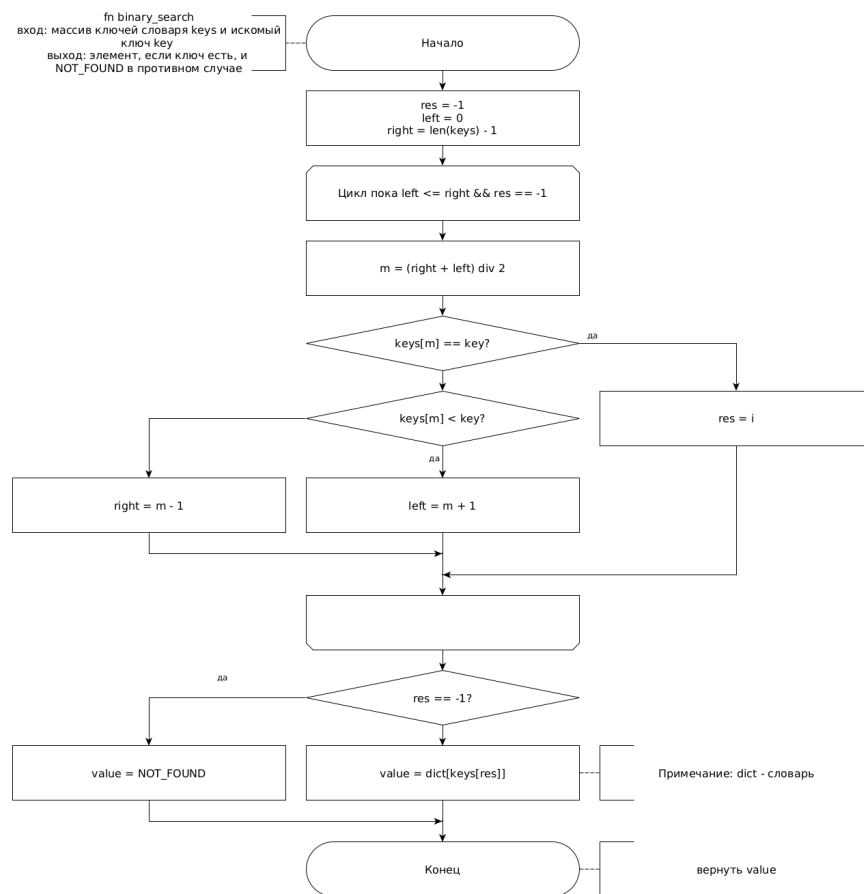 fn binary_search
вход: массив ключей словаря keys и искомый
ключ key
выход: элемент, если ключ есть, и
NOT_FOUND в противном случае
Начало
res = -1
left = 0
right = len(keys) - 1
Цикл пока left <= right && res == -1
m = (right + left) div 2
keys[m] == key?
да
keys[m] < key?
res = i
да
right = m - 1
left = m + 1
да
res == -1?
value = NOT_FOUND
value = dict[keys[res]]
Примечание: dict - словарь
Конец
вернуть value